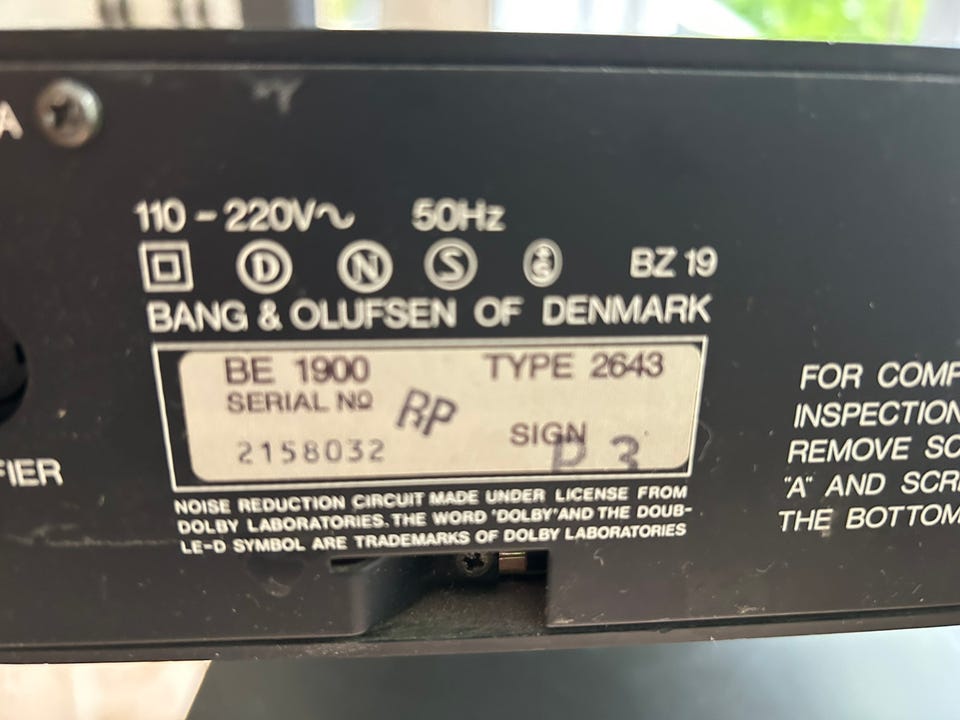 A
110 - 220V~ 50Hz
D N S BZ 19
BANG & OLUFSEN OF DENMARK
BE 1900 TYPE 2643
SERIAL Nº RP
SIGN
2158032 P 3
NOISE REDUCTION CIRCUIT MADE UNDER LICENSE FROM
DOLBY LABORATORIES. THE WORD 'DOLBY' AND THE DOUB-
LE-D SYMBOL ARE TRADEMARKS OF DOLBY LABORATORIES
FIER
FOR COMP
INSPECTION
REMOVE SC
"A" AND SCR
THE BOTTOM